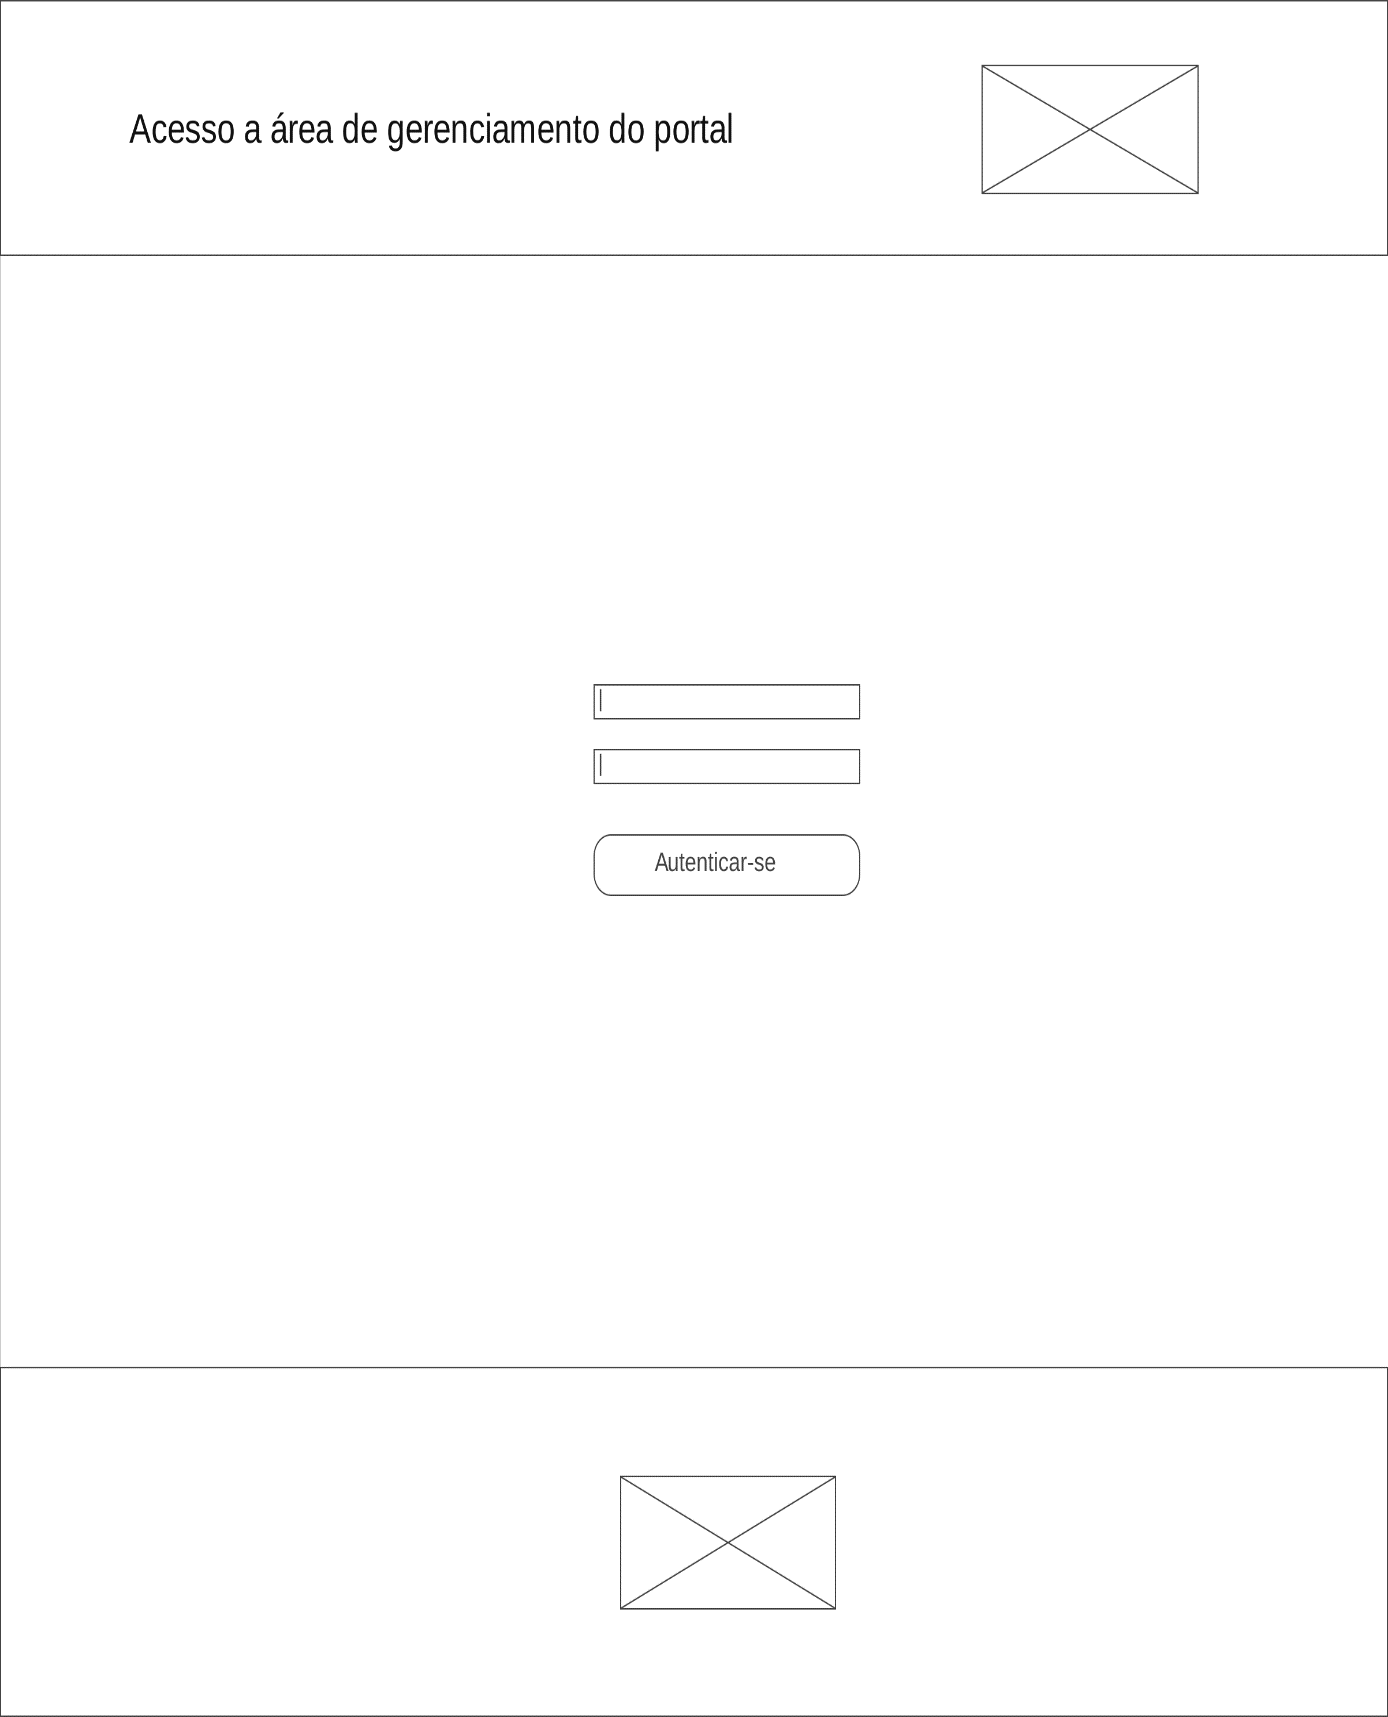 Acesso a área de gerenciamento do portal
Autenticar-se